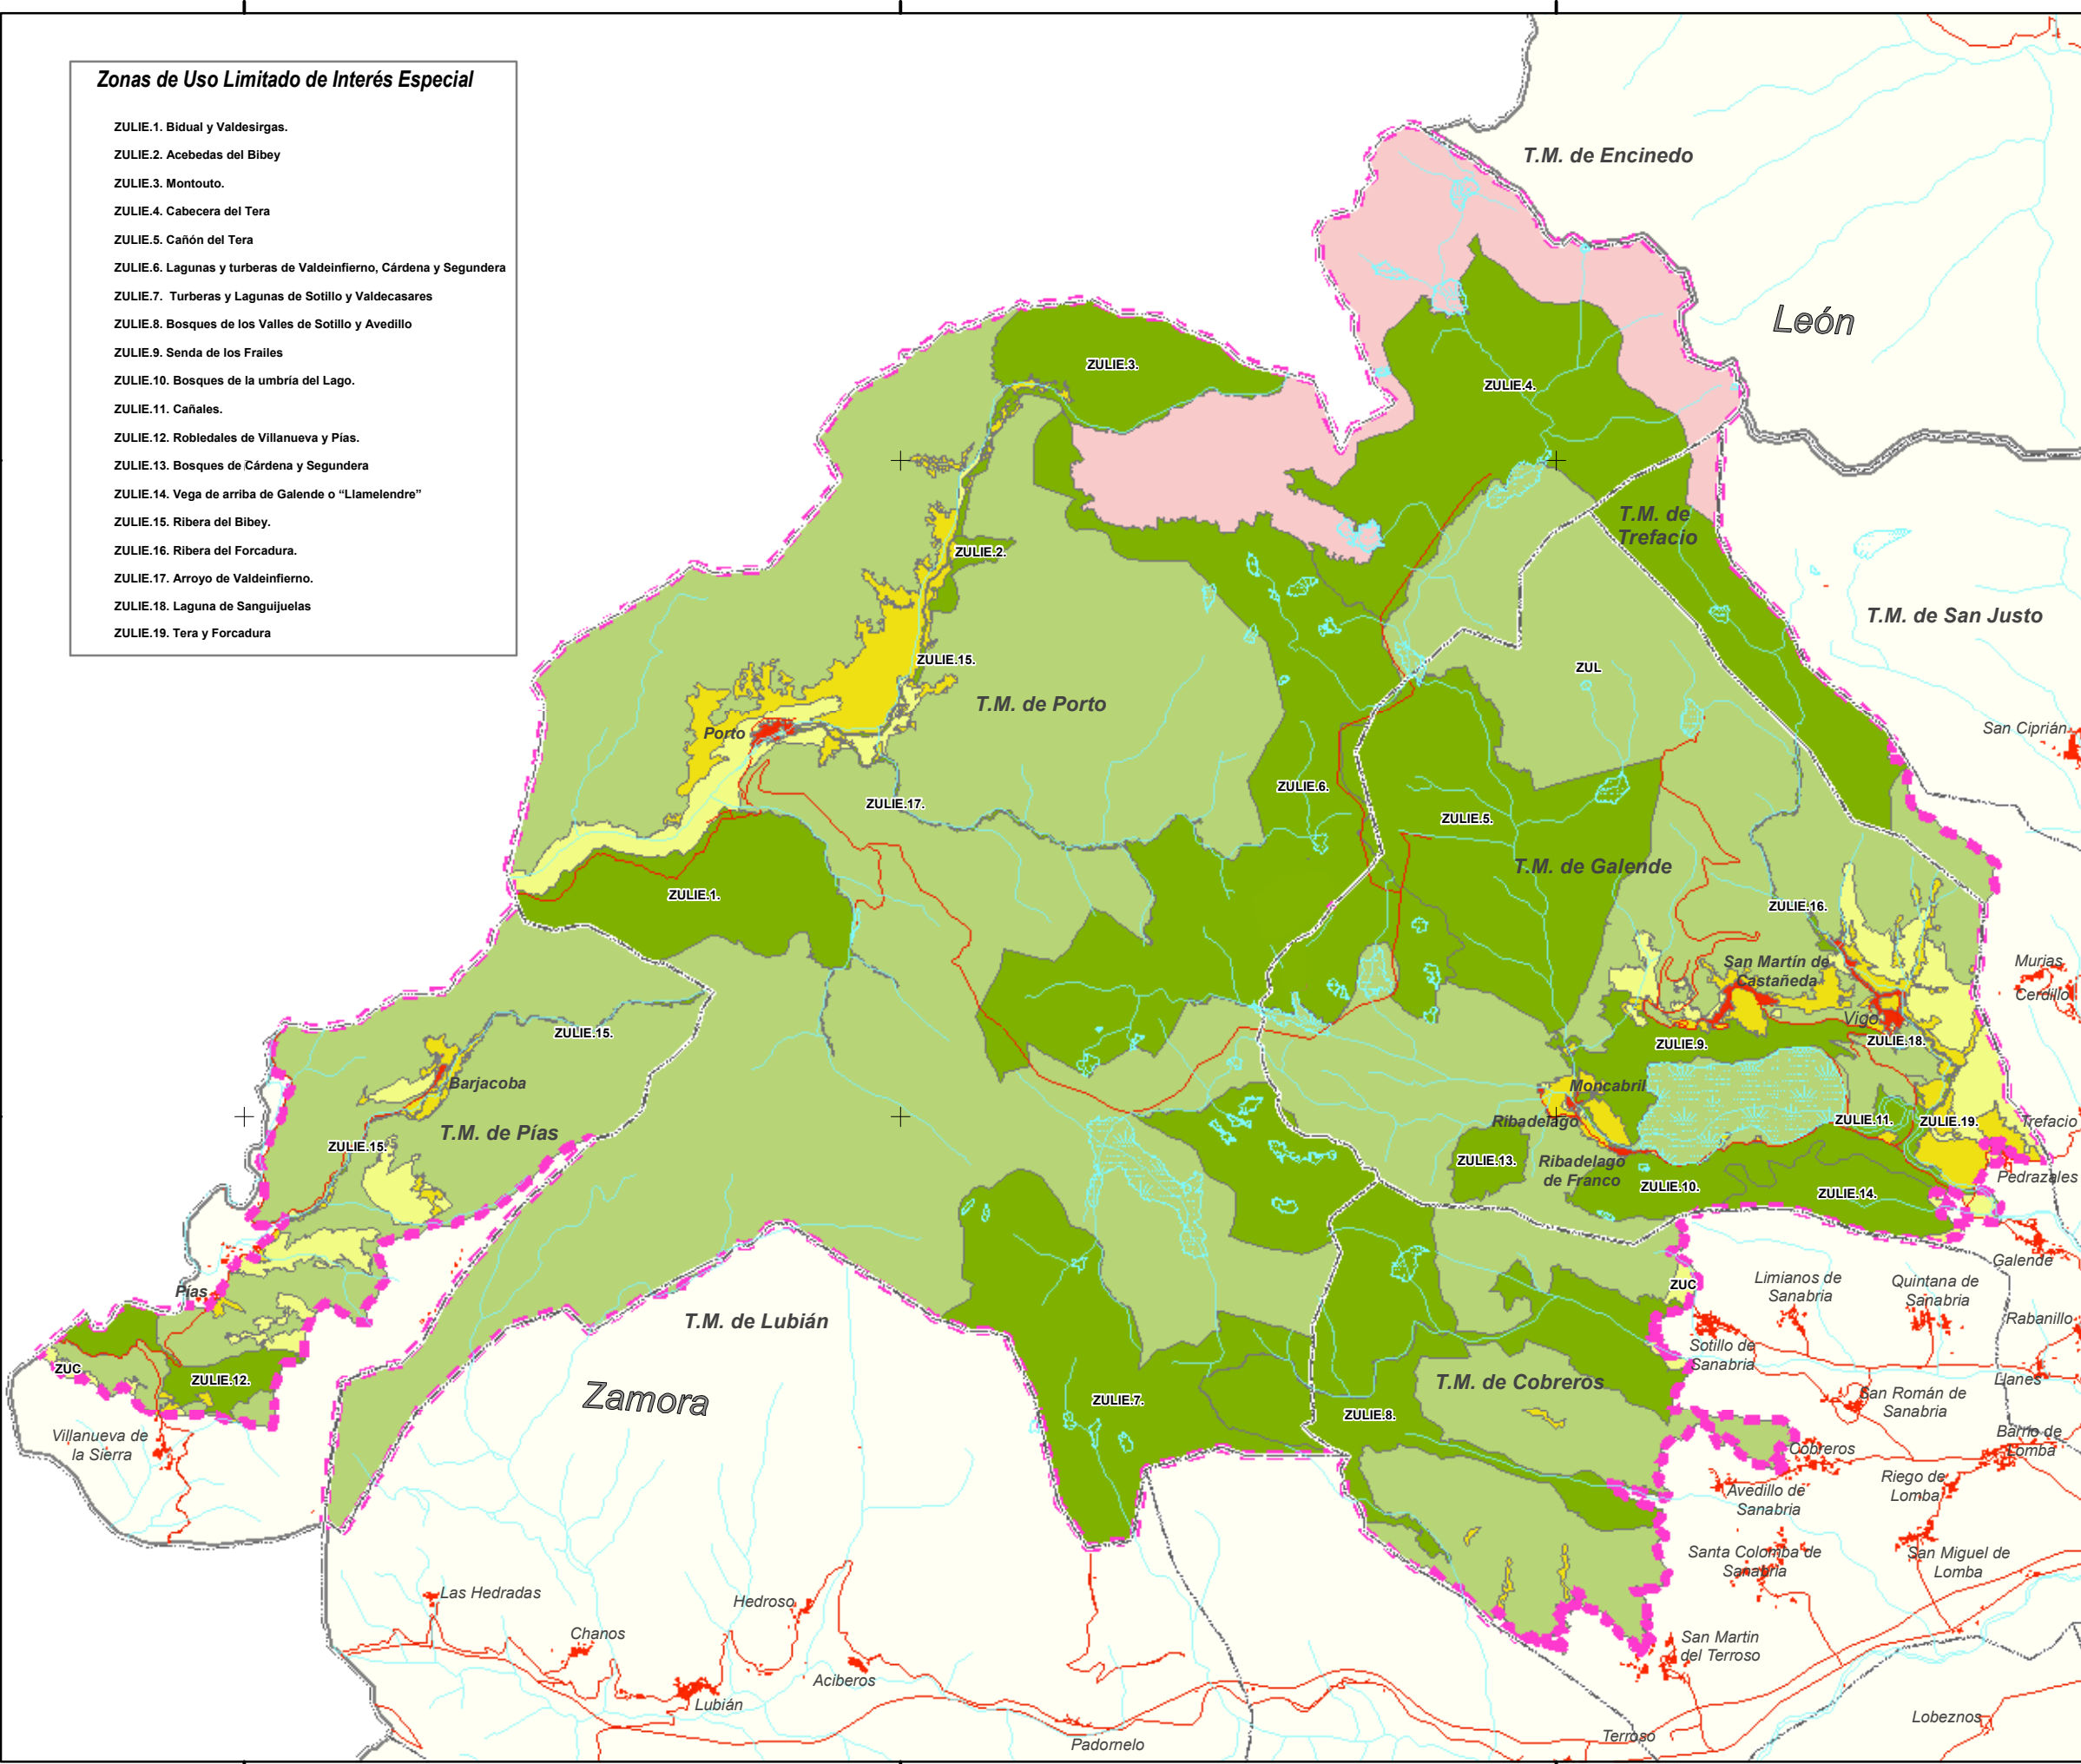 Zonas de Uso Limitado de Interés Especial
ZULIE.1. Bidual y Valdesirgas.
ZULIE.2. Acebedas del Bibey
ZULIE.3. Montouto.
ZULIE.4. Cabecera del Tera
ZULIE.5. Cañón del Tera
ZULIE.6. Lagunas y turberas de Valdeinfierno, Cárdena y Segundera
ZULIE.7. Turberas y Lagunas de Sotillo y Valdecasares
ZULIE.8. Bosques de los Valles de Sotillo y Avedillo
ZULIE.9. Senda de los Frailes
ZULIE.10. Bosques de la umbría del Lago.
ZULIE.11. Cañales.
ZULIE.12. Robledales de Villanueva y Pías.
ZULIE.13. Bosques de Cárdena y Segundera
ZULIE.14. Vega de arriba de Galende o “Llamelendre”
ZULIE.15. Ribera del Bibey.
ZULIE.16. Ribera del Forcadura.
ZULIE.17. Arroyo de Valdeinfierno.
ZULIE.18. Laguna de Sanguijuelas
ZULIE.19. Tera y Forcadura
T.M. de Encinedo
León
ZULIE.3.
ZULIE.4.
T.M. de
Trefacio
ZULIE.2.
T.M. de San Justo
ZULIE.15.
ZUL
T.M. de Porto
Porto
San Ciprián
ZULIE.6.
ZULIE.17.
ZULIE.5.
T.M. de Galende
ZULIE.1.
ZULIE.16.
San Martín de
Castañeda
Murias
Cerdillo
Vigo
ZULIE.15.
ZULIE.9.
ZULIE.18.
Barjacoba
Moncabril
Ribadelago
ZULIE.11.
ZULIE.19.
Trefacio
T.M. de Pías
ZULIE.15.
ZULIE.13.
Ribadelago
de Franco
ZULIE.10.
ZULIE.14.
Pedrazales
Galende
Pías
ZUC
Limianos de
Sanabria
Quintana de
Sanabria
Rabanillo
T.M. de Lubián
Sotillo de
Sanabria
ZUC
ZULIE.12.
Zamora
ZULIE.7.
T.M. de Cobreros
Llanes
San Román de
Sanabria
ZULIE.8.
Villanueva de
la Sierra
Cobreros
Barrio de
Lomba
Riego de
Lomba
Avedillo de
Sanabria
Santa Colomba de
Sanabria
San Miguel de
Lomba
Las Hedradas
Hedroso
Chanos
San Martin
del Terroso
Aciberos
Lubián
Lobeznos
Terroso
Padornelo